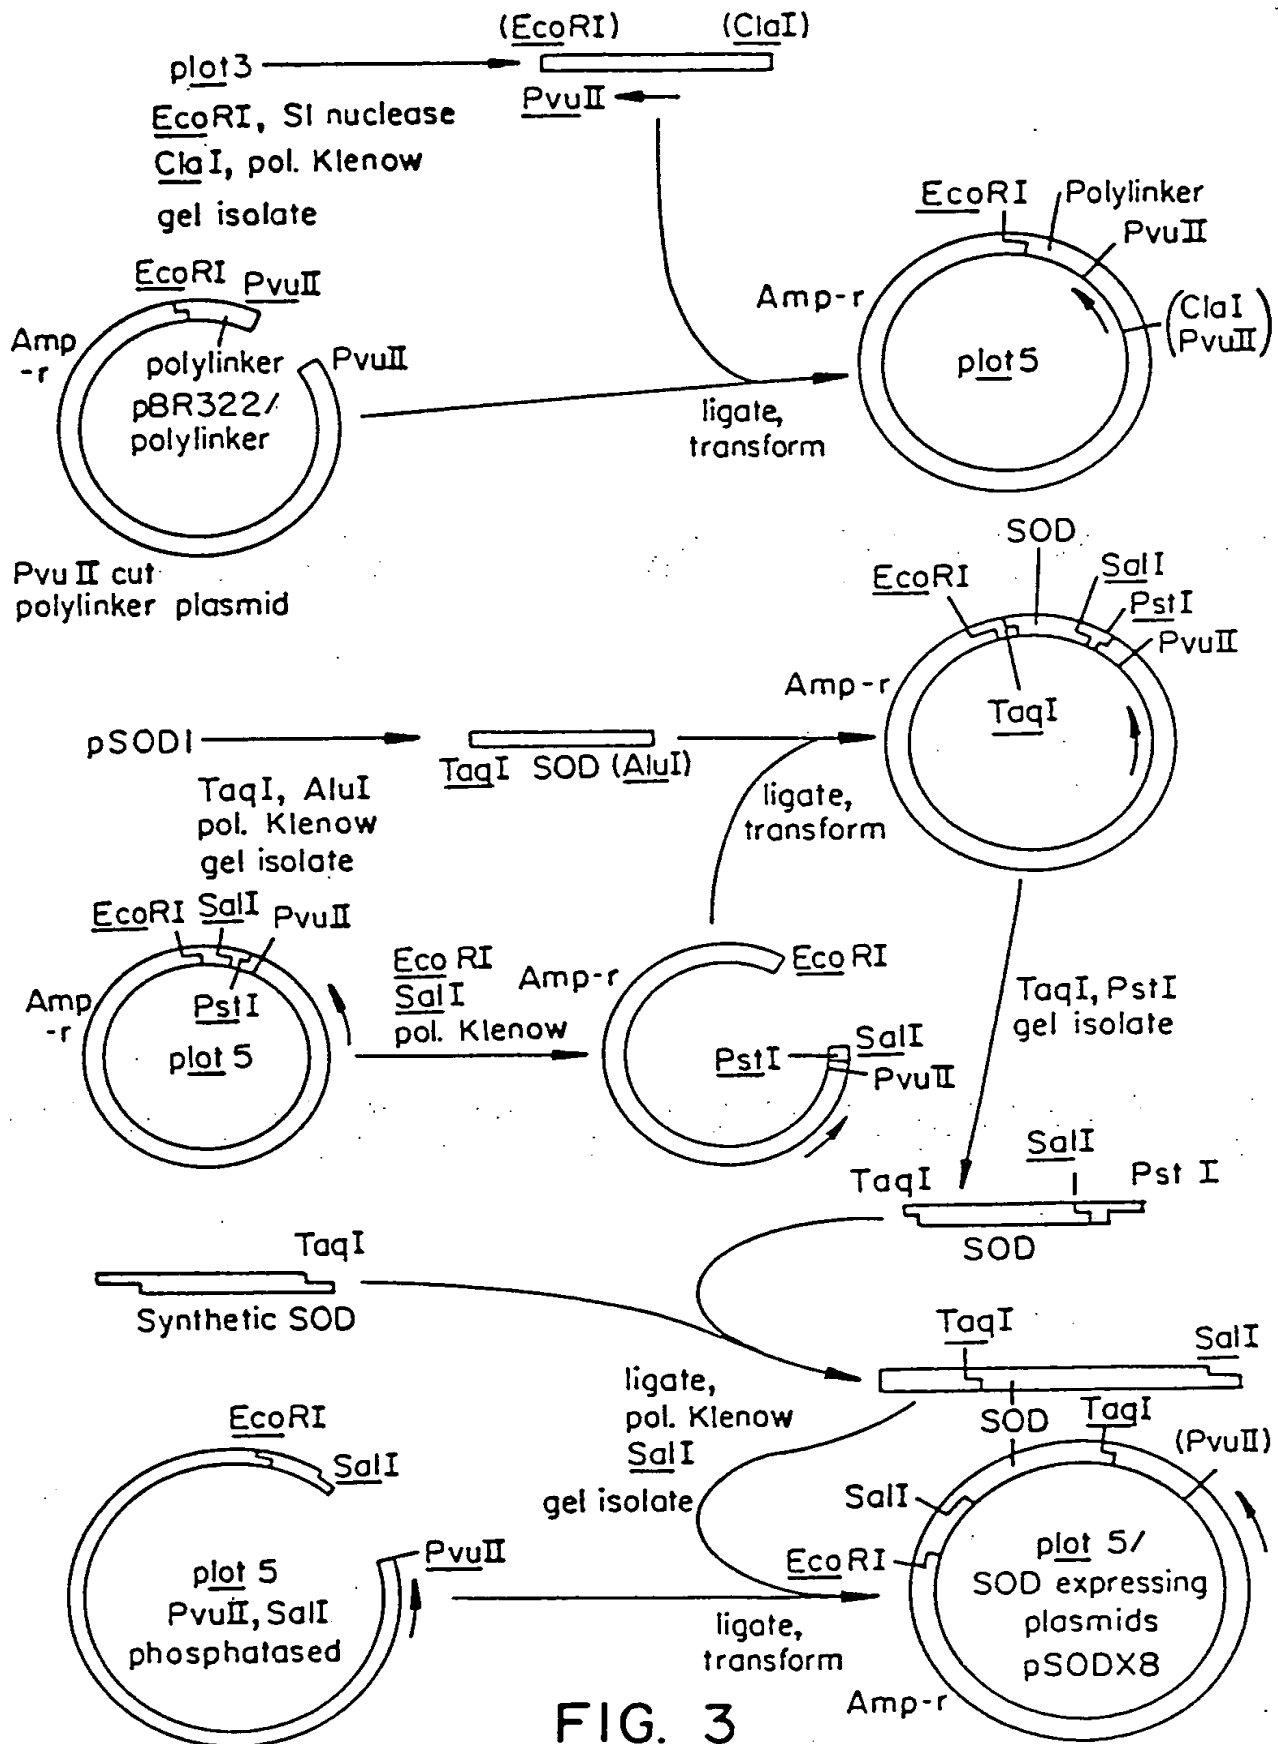 (EcoRI)
(ClaI)
plot3
PvuII
EcoRI, SI nuclease
ClaI, pol. Klenow
gel isolate
EcoRI
PvuII
Amp
-r
polylinker
pBR322/
polylinker
PvuII
PvuII cut
polylinker plasmid
ligate,
transform
EcoRI
Polylinker
PvuII
Amp-r
(ClaI
PvuII)
plot5
SOD
EcoRI
SalI
PstI
PvuII
Amp-r
TaqI
pSODI
TaqI SOD (AluI)
TaqI, AluI
pol. Klenow
gel isolate
ligate,
transform
EcoRI
SalI
PvuII
Amp
-r
PstI
plot 5
Eco RI
SalI
pol. Klenow
Amp-r
Eco RI
PstI
SalI
PvuII
TaqI, PstI
gel isolate
TaqI
SalI
Pst I
SOD
TaqI
Synthetic SOD
TaqI
SalI
ligate,
pol. Klenow
SalI
gel isolate
SOD
TaqI
(PvuII)
SalI
EcoRI
EcoRI
SalI
PvuII
plot 5
PvuII, SalI
phosphatased
ligate,
transform
plot 5/
SOD expressing
plasmids
pSODX8
Amp-r
FIG. 3